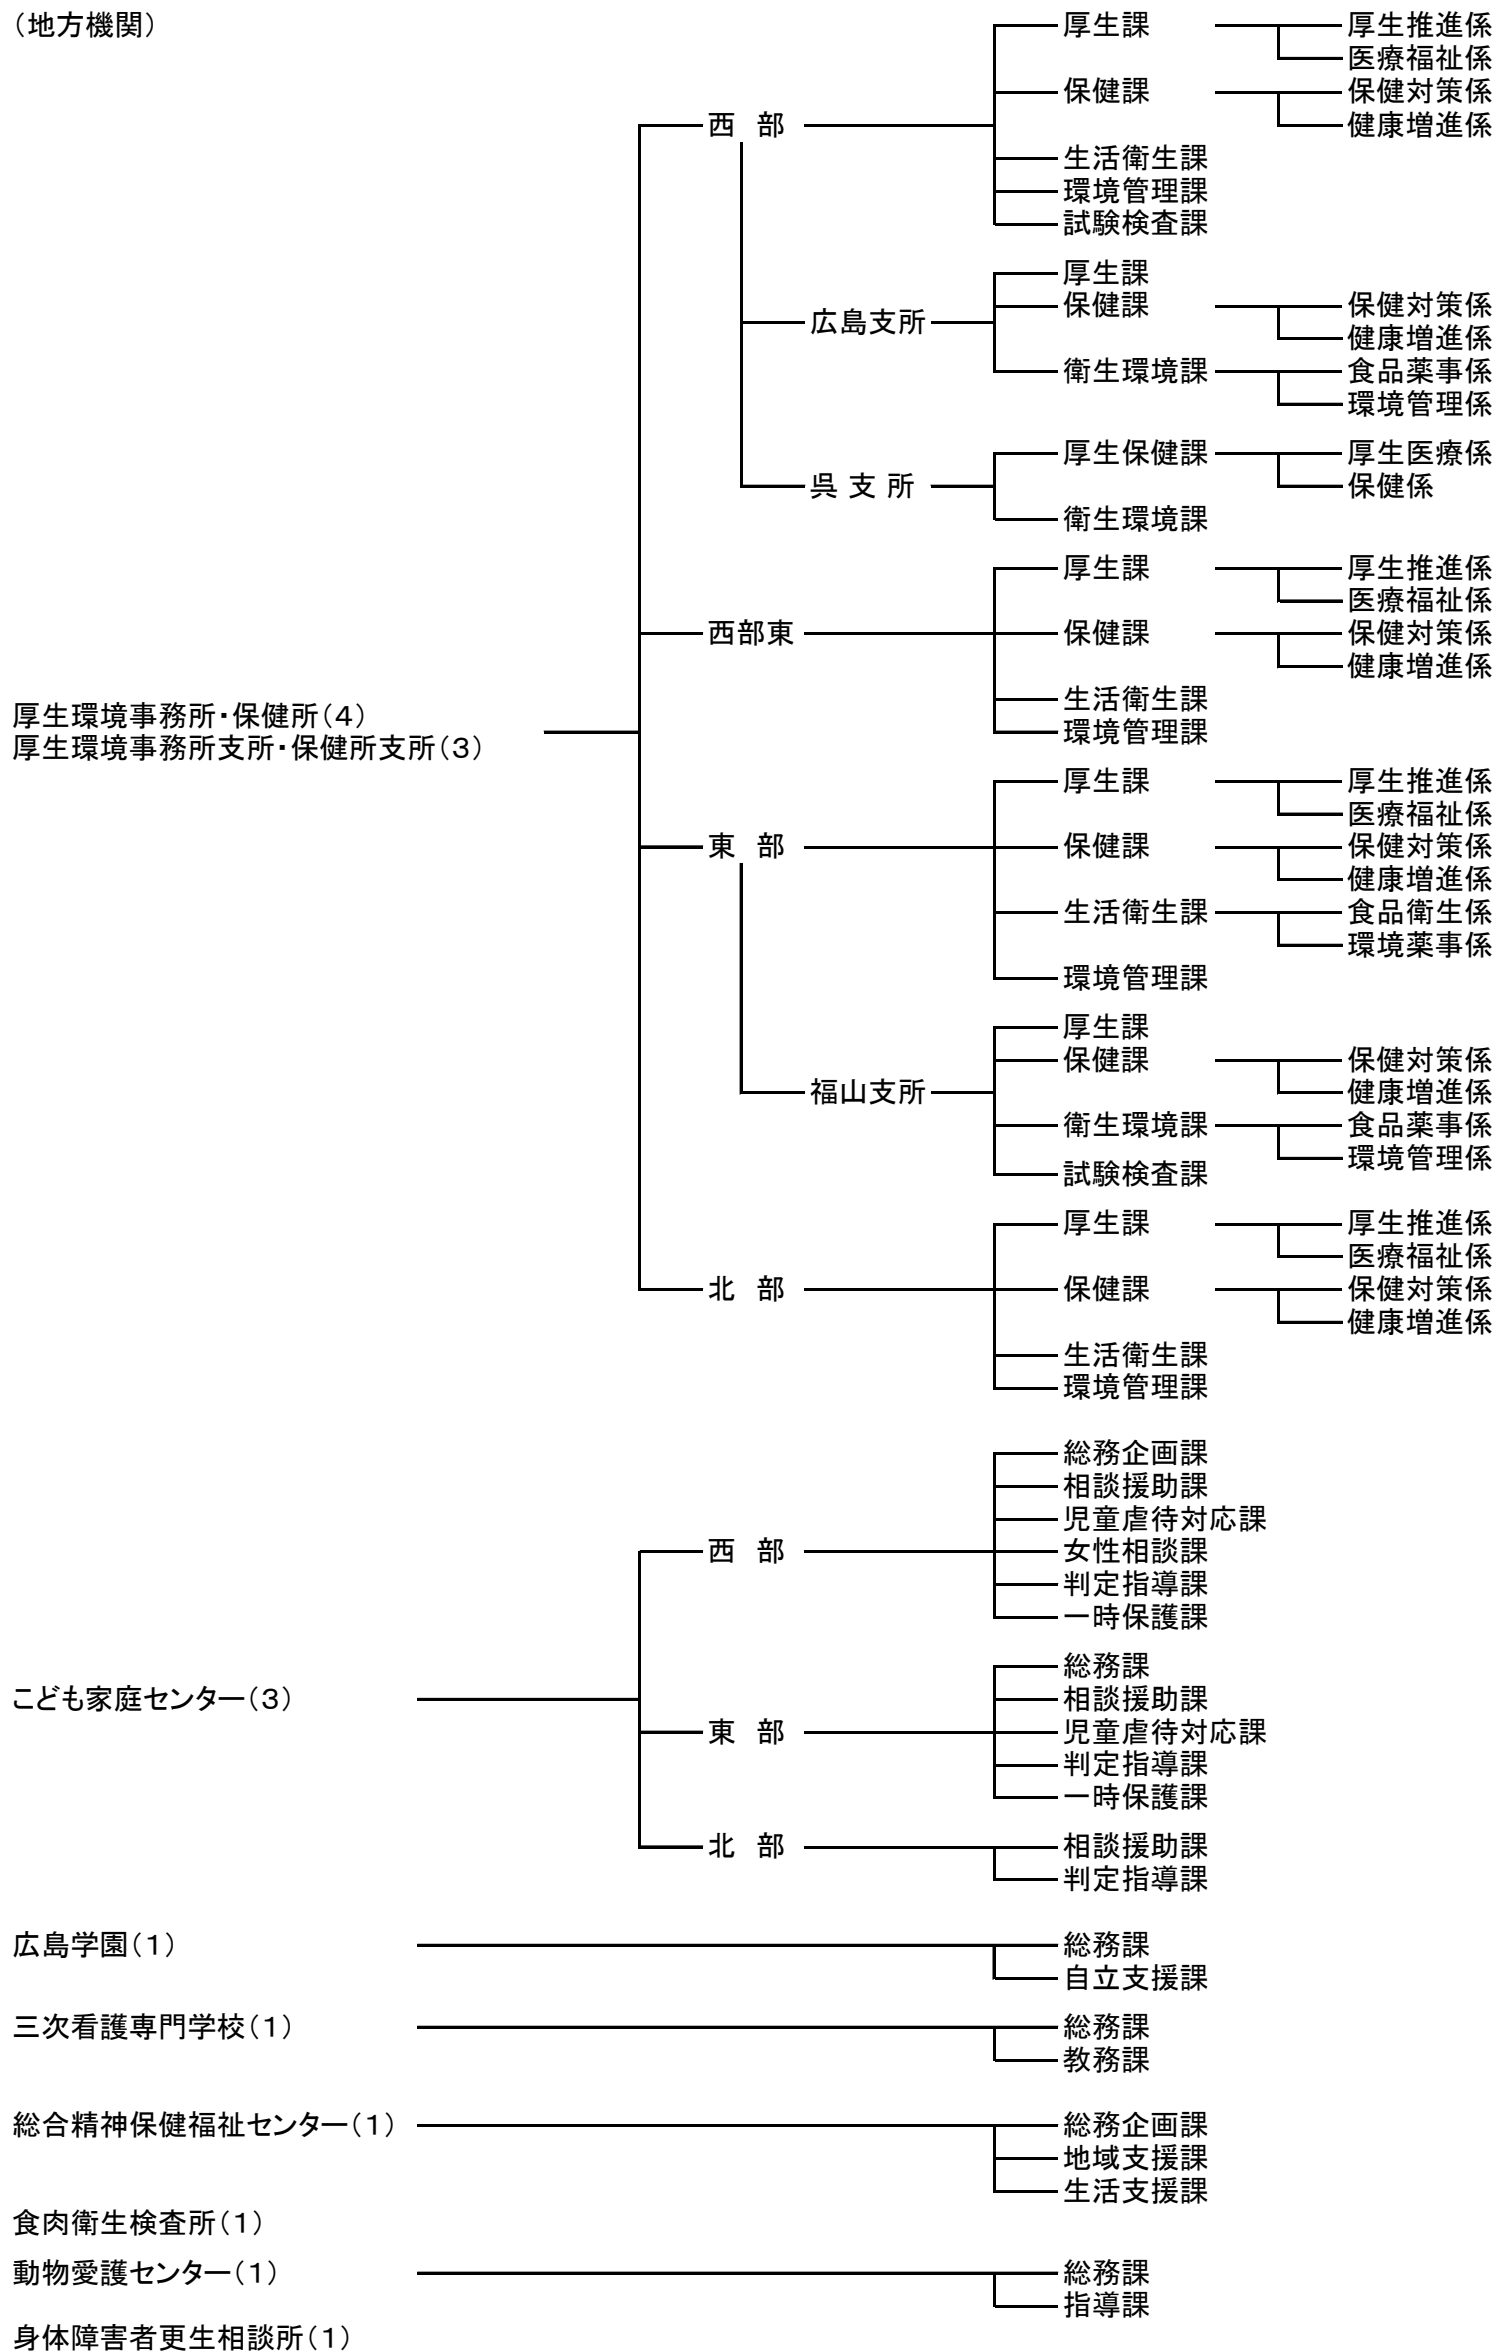 （地方機関）
厚生課 厚生推進係
医療福祉係
保健課 保健対策係
西　部 健康増進係
生活衛生課
環境管理課
試験検査課
厚生課
保健課 保健対策係
広島支所 健康増進係
衛生環境課 食品薬事係
環境管理係
厚生保健課 厚生医療係
呉 支 所 保健係
衛生環境課
厚生課 厚生推進係
医療福祉係
西部東 保健課 保健対策係
健康増進係
生活衛生課
厚生環境事務所・保健所（４）
環境管理課
厚生環境事務所支所・保健所支所（３）
厚生課 厚生推進係
医療福祉係
東　部 保健課 保健対策係
健康増進係
生活衛生課 食品衛生係
環境薬事係
環境管理課
厚生課
保健課 保健対策係
福山支所 健康増進係
衛生環境課 食品薬事係
環境管理係
試験検査課
厚生課 厚生推進係
医療福祉係
北　部 保健課 保健対策係
健康増進係
生活衛生課
環境管理課
総務企画課
相談援助課
児童虐待対応課
西　部 女性相談課
判定指導課
一時保護課
総務課
こども家庭センター（３） 相談援助課
東　部 児童虐待対応課
判定指導課
一時保護課
北　部 相談援助課
判定指導課
広島学園（１） 総務課
自立支援課
三次看護専門学校（１） 総務課
教務課
総合精神保健福祉センター（１） 総務企画課
地域支援課
生活支援課
食肉衛生検査所（１）
動物愛護センター（１） 総務課
指導課
身体障害者更生相談所（１）